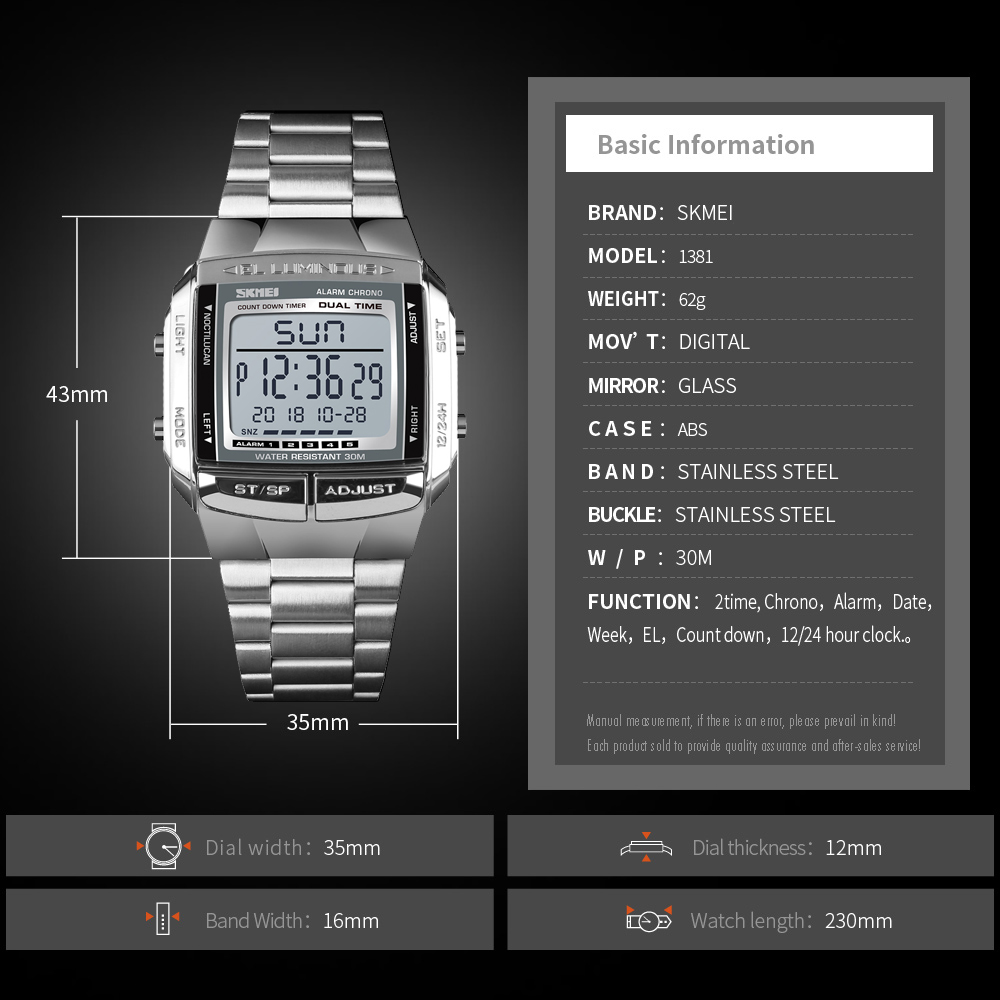 EL LUMINOUS
SKMEI
ALARM CHRONO
COUNT DOWN TIMER DUAL TIME
NOCTILUCAN
ADJUST
LIGHT
SET
SUN
P 12:36 29
20 18 10-28
SNZ
LEFT
RIGHT
MODE
12/24H
ALARM 1 2 3 4 5
WATER RESISTANT 30M
ST/SP
ADJUST
43mm
35mm
Basic Information
BRAND： SKMEI
MODEL： 1381
WEIGHT： 62g
MOV’ T： DIGITAL
MIRROR： GLASS
CASE： ABS
BAND： STAINLESS STEEL
BUCKLE： STAINLESS STEEL
W / P ： 30M
FUNCTION： 2time, Chrono，Alarm，Date，
Week，EL，Count down，12/24 hour clock.。
Manual measurement, if there is an error, please prevail in kind!
Each product sold to provide quality assurance and after-sales service!
Dial width： 35mm
Dial thickness： 12mm
Band Width： 16mm
Watch length： 230mm